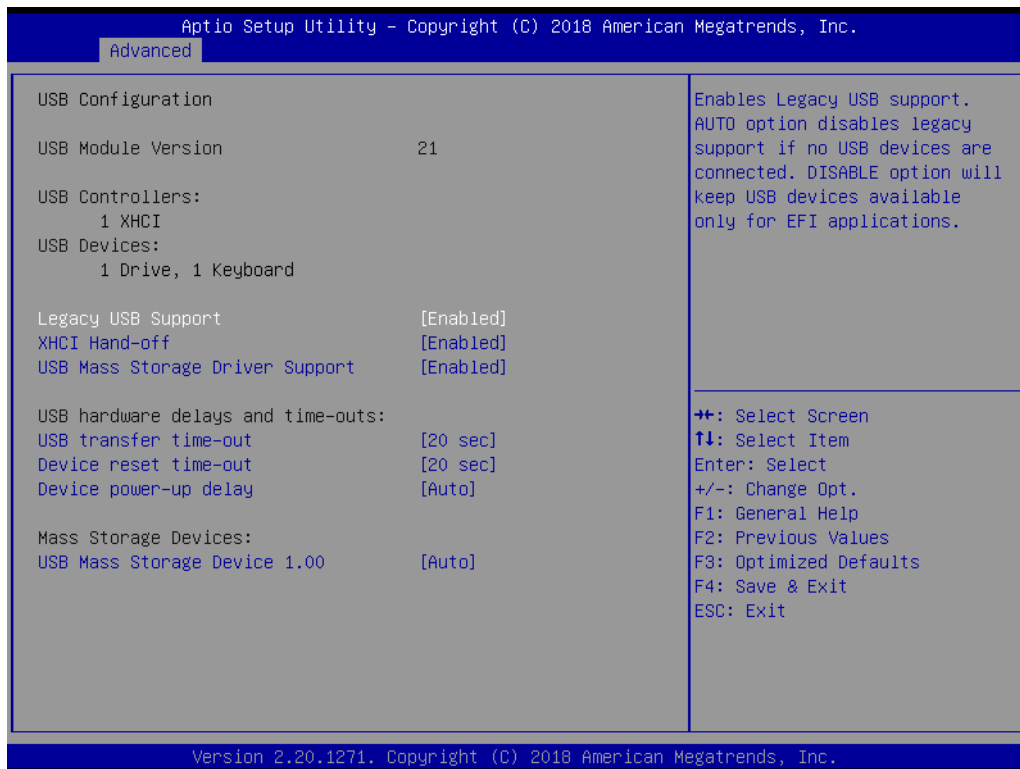 Aptio Setup Utility – Copyright (C) 2018 American Megatrends, Inc.
Advanced
USB Configuration
USB Module Version 21
USB Controllers:
1 XHCI
USB Devices:
1 Drive, 1 Keyboard
Legacy USB Support [Enabled]
XHCI Hand-off [Enabled]
USB Mass Storage Driver Support [Enabled]
USB hardware delays and time-outs:
USB transfer time-out [20 sec]
Device reset time-out [20 sec]
Device power-up delay [Auto]
Mass Storage Devices:
USB Mass Storage Device 1.00 [Auto]
Enables Legacy USB support.
AUTO option disables legacy
support if no USB devices are
connected. DISABLE option will
keep USB devices available
only for EFI applications.
→←: Select Screen
↑↓: Select Item
Enter: Select
+/-: Change Opt.
F1: General Help
F2: Previous Values
F3: Optimized Defaults
F4: Save & Exit
ESC: Exit
Version 2.20.1271. Copyright (C) 2018 American Megatrends, Inc.